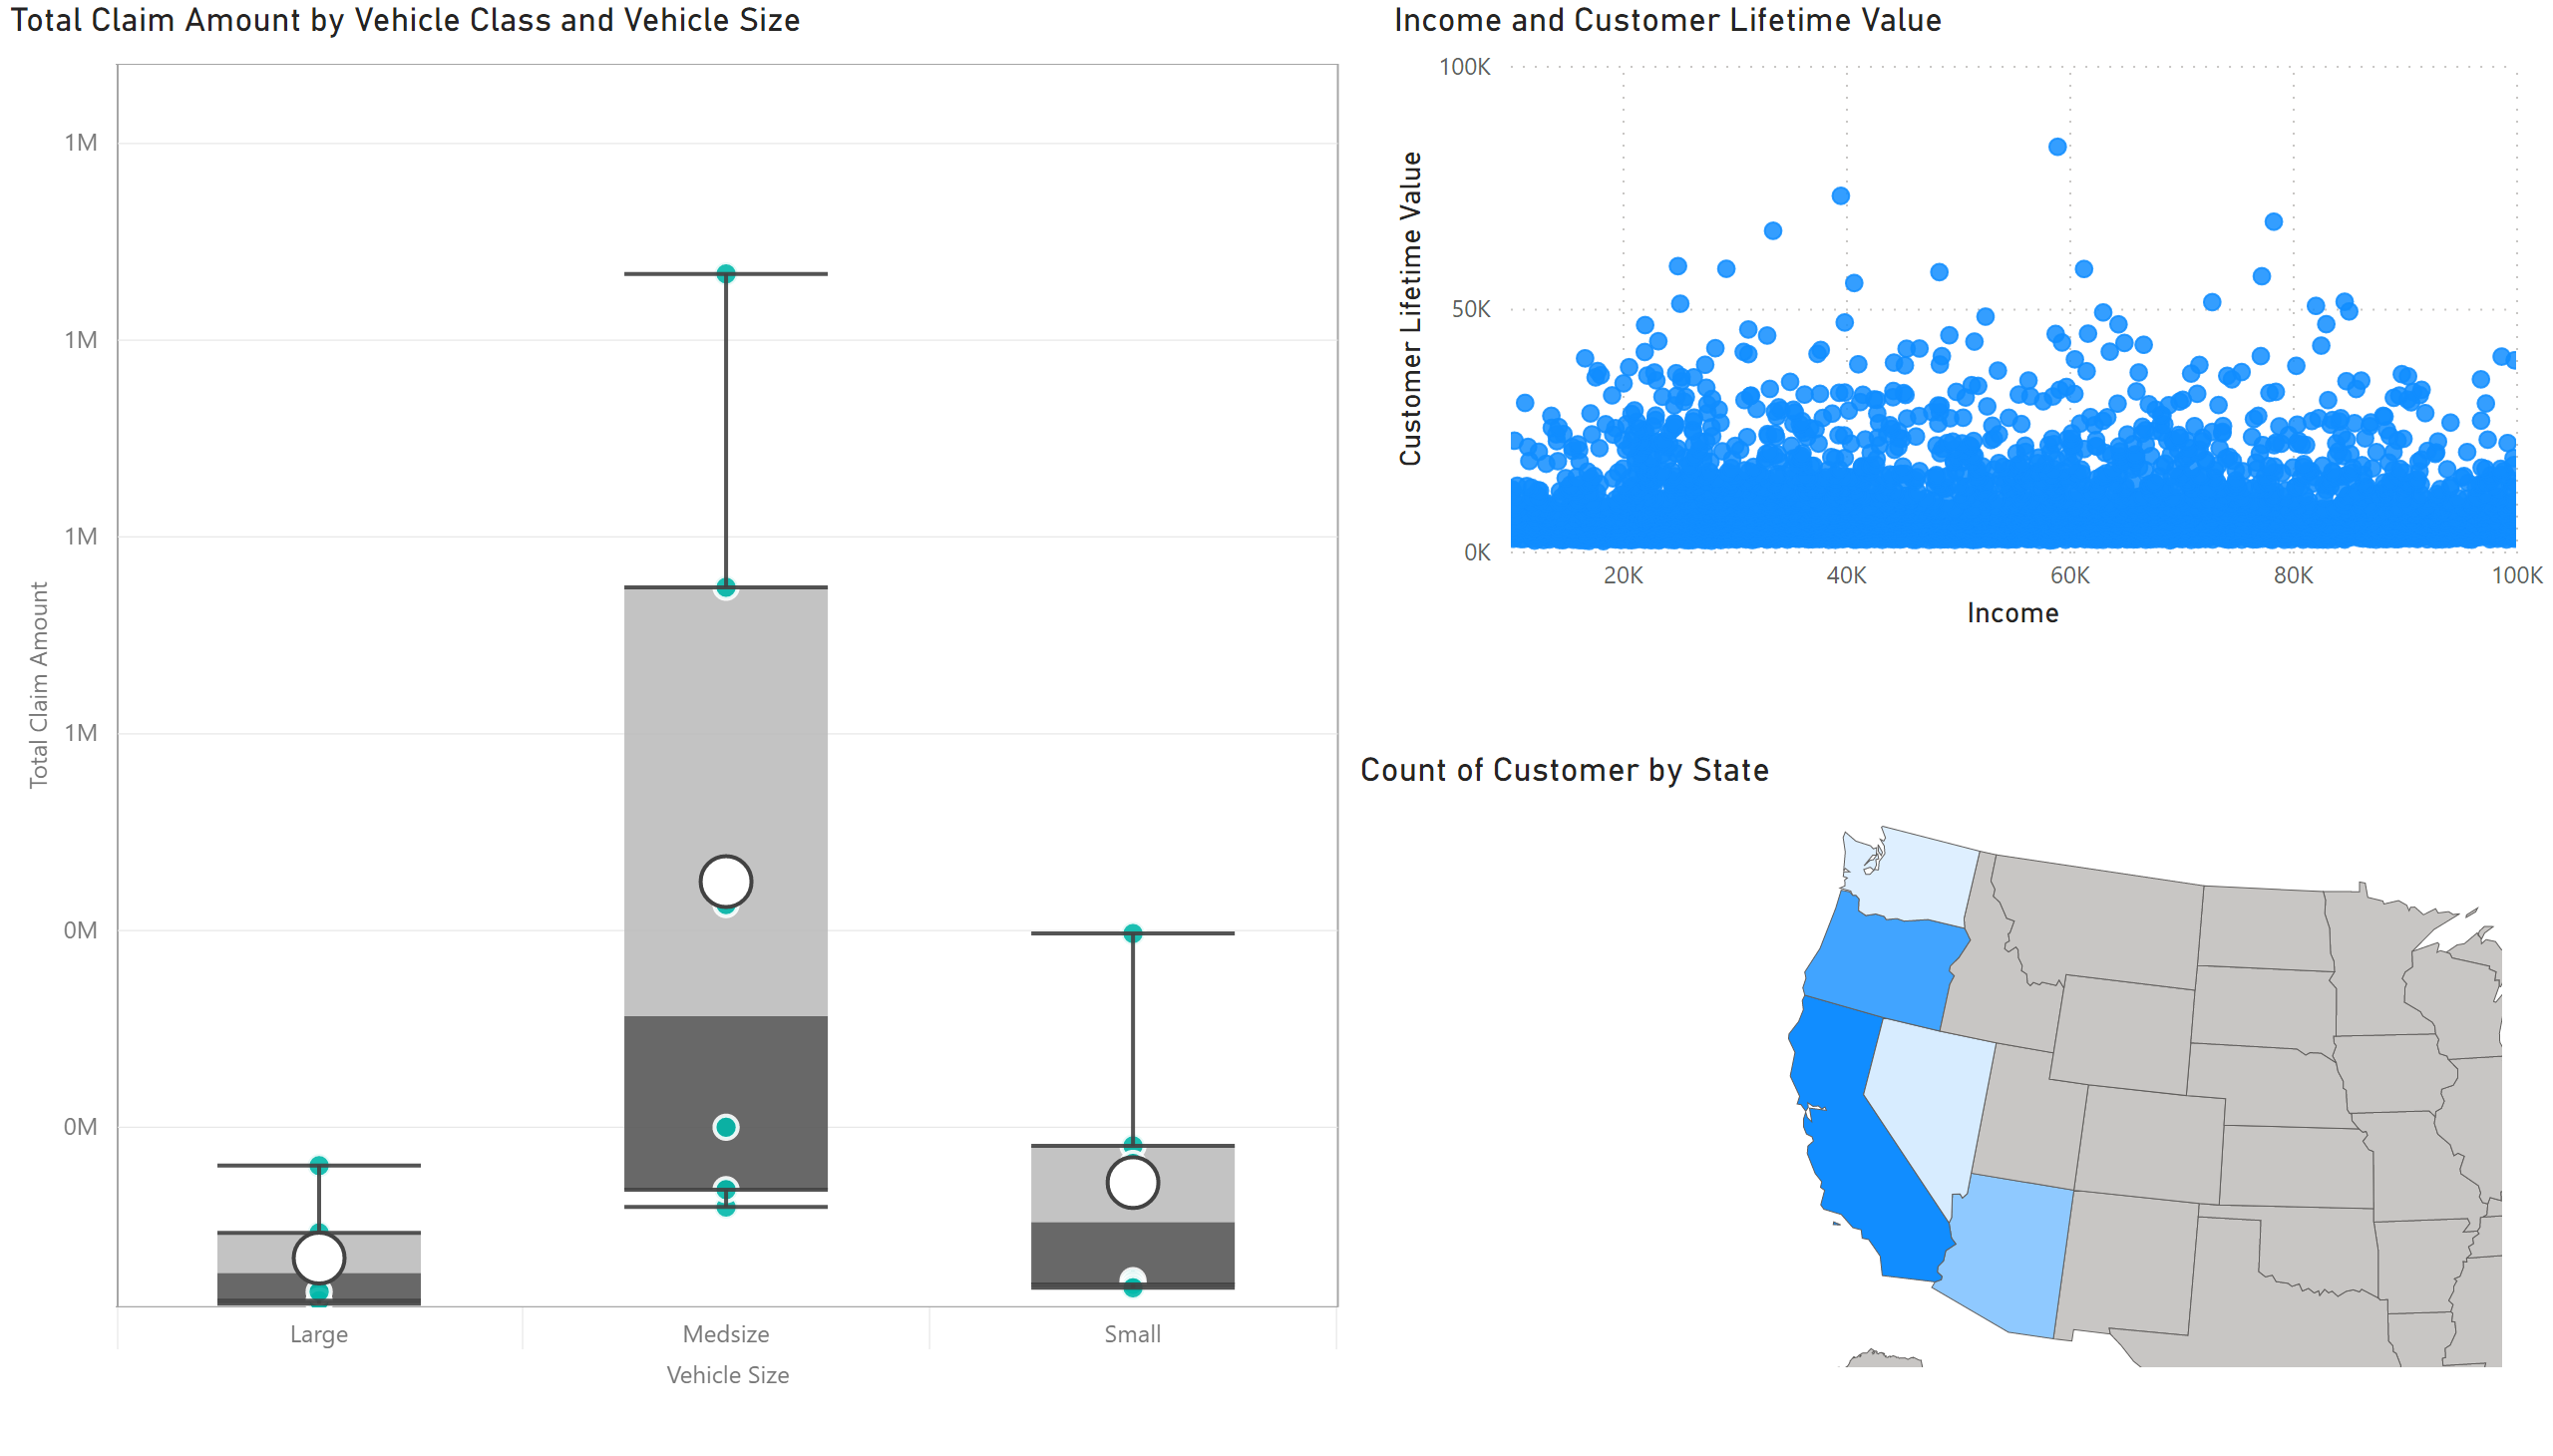 Total Claim Amount by Vehicle Class and Vehicle Size
1M
1M
1M
1M
0M
0M
Total Claim Amount
Large
Medsize
Small
Vehicle Size
Income and Customer Lifetime Value
100K
50K
0K
Customer Lifetime Value
20K
40K
60K
80K
100K
Income
Count of Customer by State